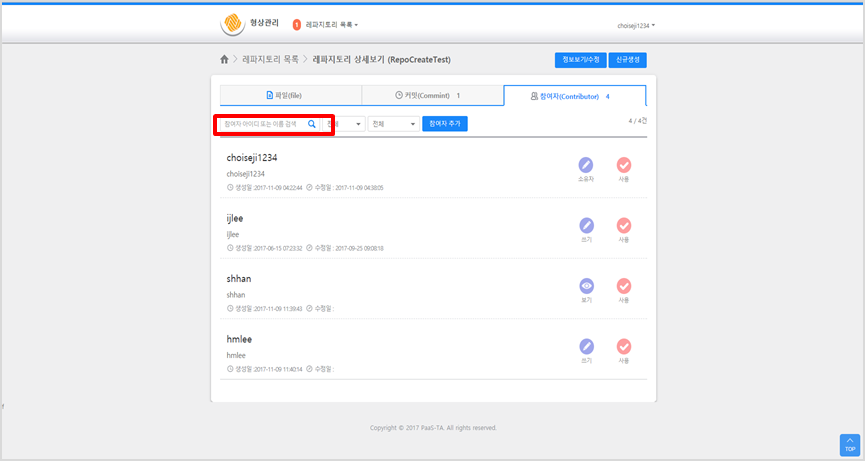 형상관리
1 레파지토리 목록
choiseji1234
레파지토리 목록 > 레파지토리 상세보기 (RepoCreateTest)
정보보기/수정 신규생성
파일(file) 커밋(Commint) 1 참여자(Contributor) 4
참여자 아이디 또는 이름 검색 전체 참여자 추가 4 / 4건
choiseji1234
choiseji1234 소유자 사용
생성일 :2017-11-09 04:22:44 수정일 : 2017-11-09 04:38:05
ijlee
ijlee 쓰기 사용
생성일 :2017-06-15 07:23:32 수정일 : 2017-09-25 09:08:18
shhan
shhan 보기 사용
생성일 :2017-11-09 11:39:43 수정일 :
hmlee
hmlee 쓰기 사용
생성일 :2017-11-09 11:40:14 수정일 :
Copyright © 2017 PaaS-TA. All rights reserved
TOP